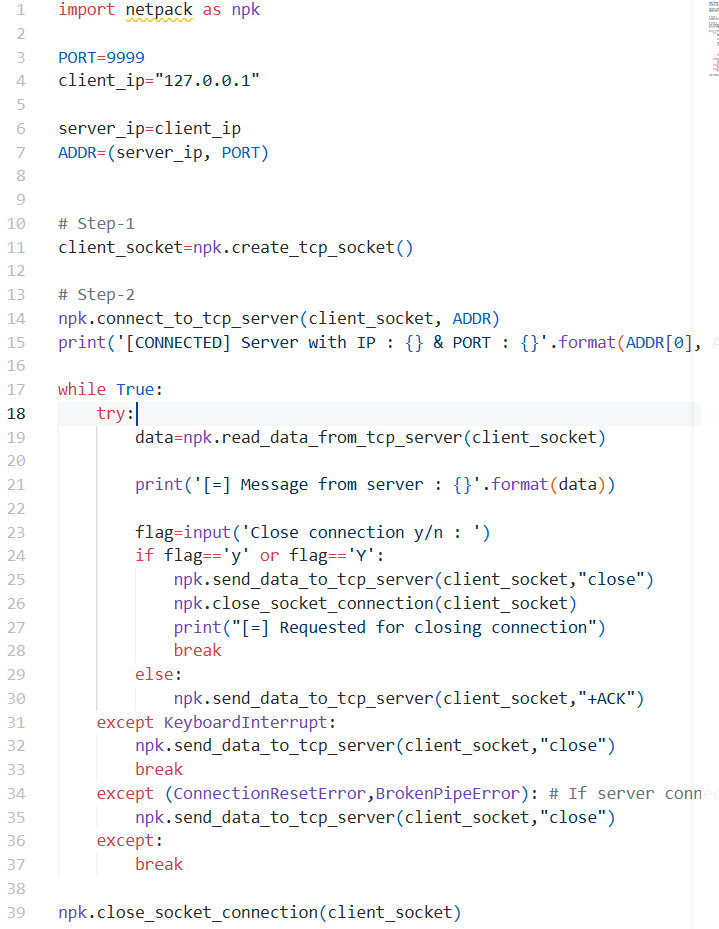 1 import netpack as npk
2
3 PORT=9999
4 client_ip="127.0.0.1"
5
6 server_ip=client_ip
7 ADDR=(server_ip, PORT)
8
9
10 # Step-1
11 client_socket=npk.create_tcp_socket()
12
13 # Step-2
14 npk.connect_to_tcp_server(client_socket, ADDR)
15 print('[CONNECTED] Server with IP : {} & PORT : {}'.format(ADDR[0],
16
17 while True:
18     try:
19         data=npk.read_data_from_tcp_server(client_socket)
20
21         print('[=] Message from server : {}'.format(data))
22
23         flag=input('Close connection y/n : ')
24         if flag=='y' or flag=='Y':
25             npk.send_data_to_tcp_server(client_socket,"close")
26             npk.close_socket_connection(client_socket)
27             print("[=] Requested for closing connection")
28             break
29         else:
30             npk.send_data_to_tcp_server(client_socket,"+ACK")
31     except KeyboardInterrupt:
32         npk.send_data_to_tcp_server(client_socket,"close")
33         break
34     except (ConnectionResetError,BrokenPipeError): # If server
35         npk.send_data_to_tcp_server(client_socket,"close")
36     except:
37         break
38
39 npk.close_socket_connection(client_socket)